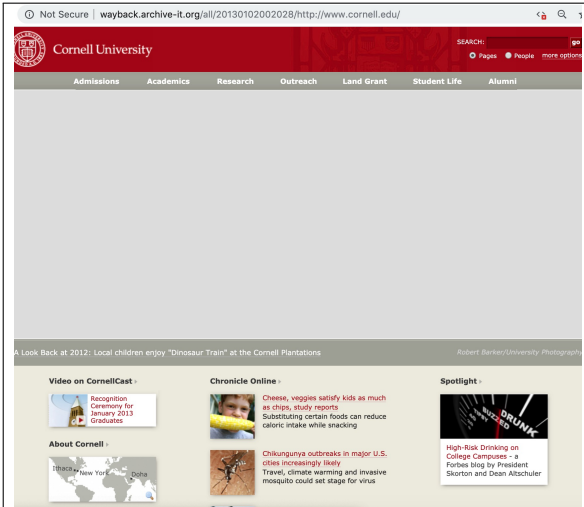 Not Secure | wayback.archive-it.org/all/20130102002028/http://www.cornell.edu/
Cornell University
SEARCH: go
Pages People more options
Admissions Academics Research Outreach Land Grant Student Life Alumni
A Look Back at 2012: Local children enjoy "Dinosaur Train" at the Cornell Plantations
Robert Barker/University Photography
Video on CornellCast
Recognition
Ceremony for
January 2013
Graduates
About Cornell
Ithaca New York Doha
Chronicle Online
Cheese, veggies satisfy kids as much
as chips, study reports
Substituting certain foods can reduce
caloric intake while snacking
Chikungunya outbreaks in major U.S.
cities increasingly likely
Travel, climate warming and invasive
mosquito could set stage for virus
Spotlight
BUZZED DRUNK
High-Risk Drinking on
College Campuses - a
Forbes blog by President
Skorton and Dean Altschuler